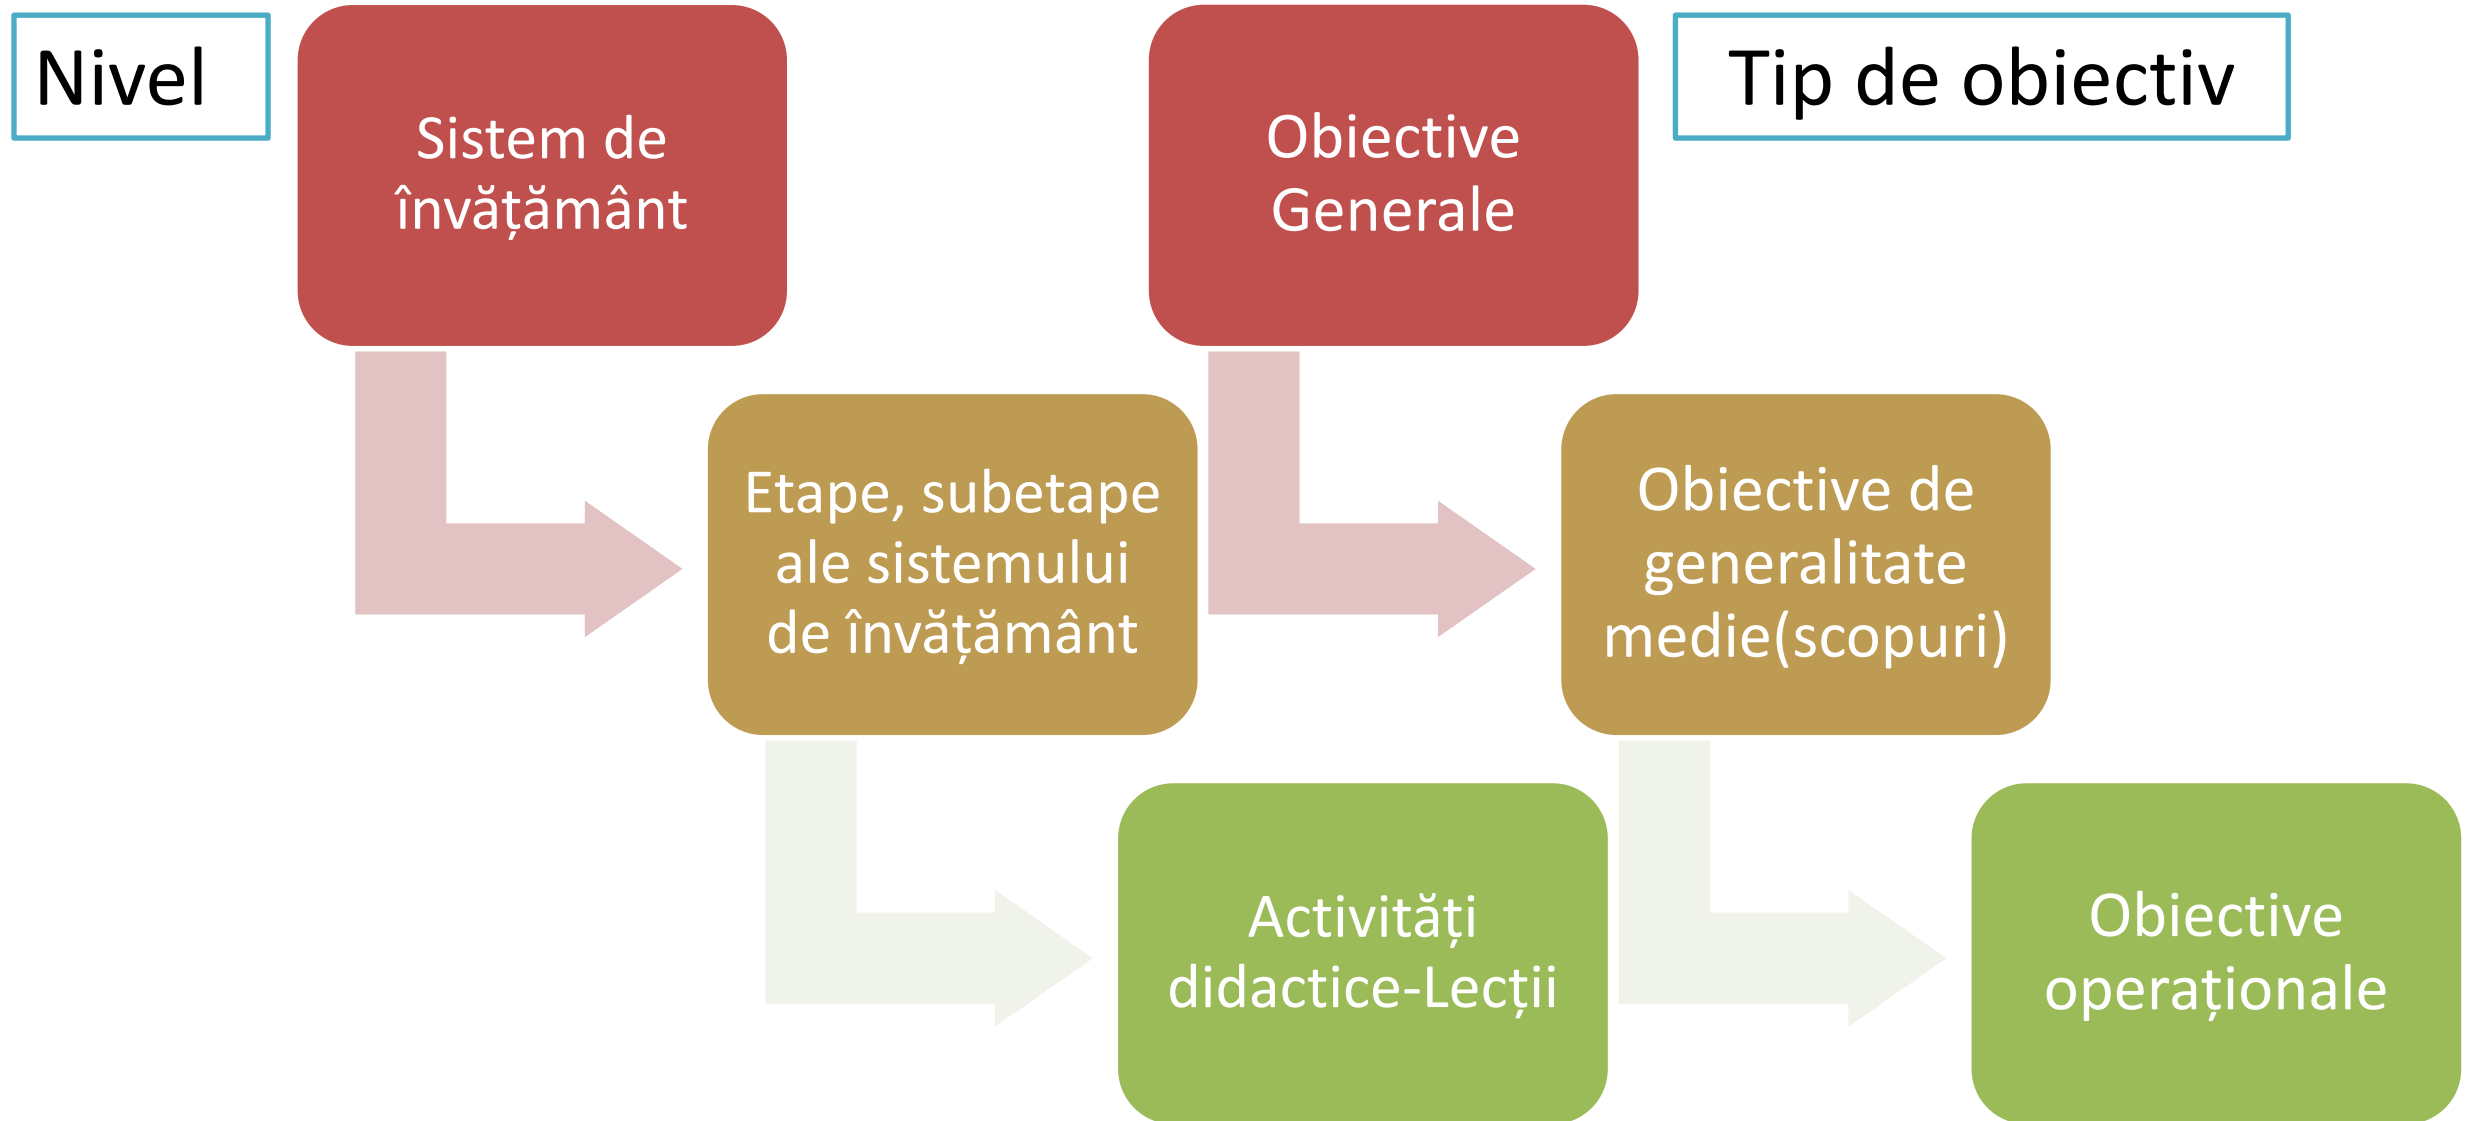 Nivel
Sistem de
învățământ
Obiective
Generale
Tip de obiectiv
Etape, subetape
ale sistemului
de învățământ
Obiective de
generalitate
medie(scopuri)
Activități
didactice-Lecții
Obiective
operaționale